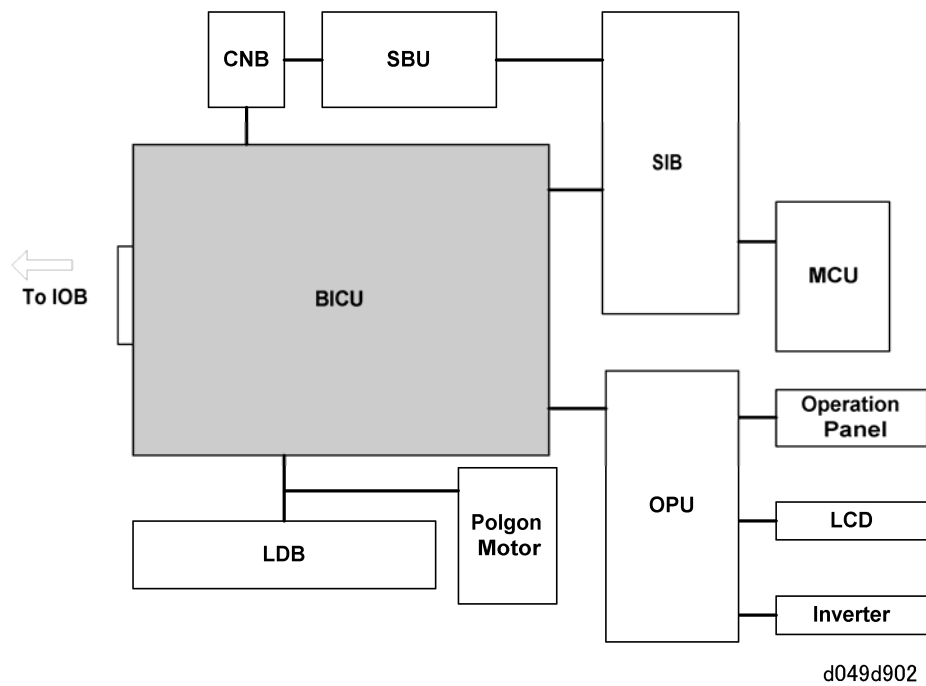 CNB
SBU
SIB
MCU
BICU
To IOB
Operation
Panel
OPU
LCD
Polgon
Motor
LDB
Inverter
d049d902